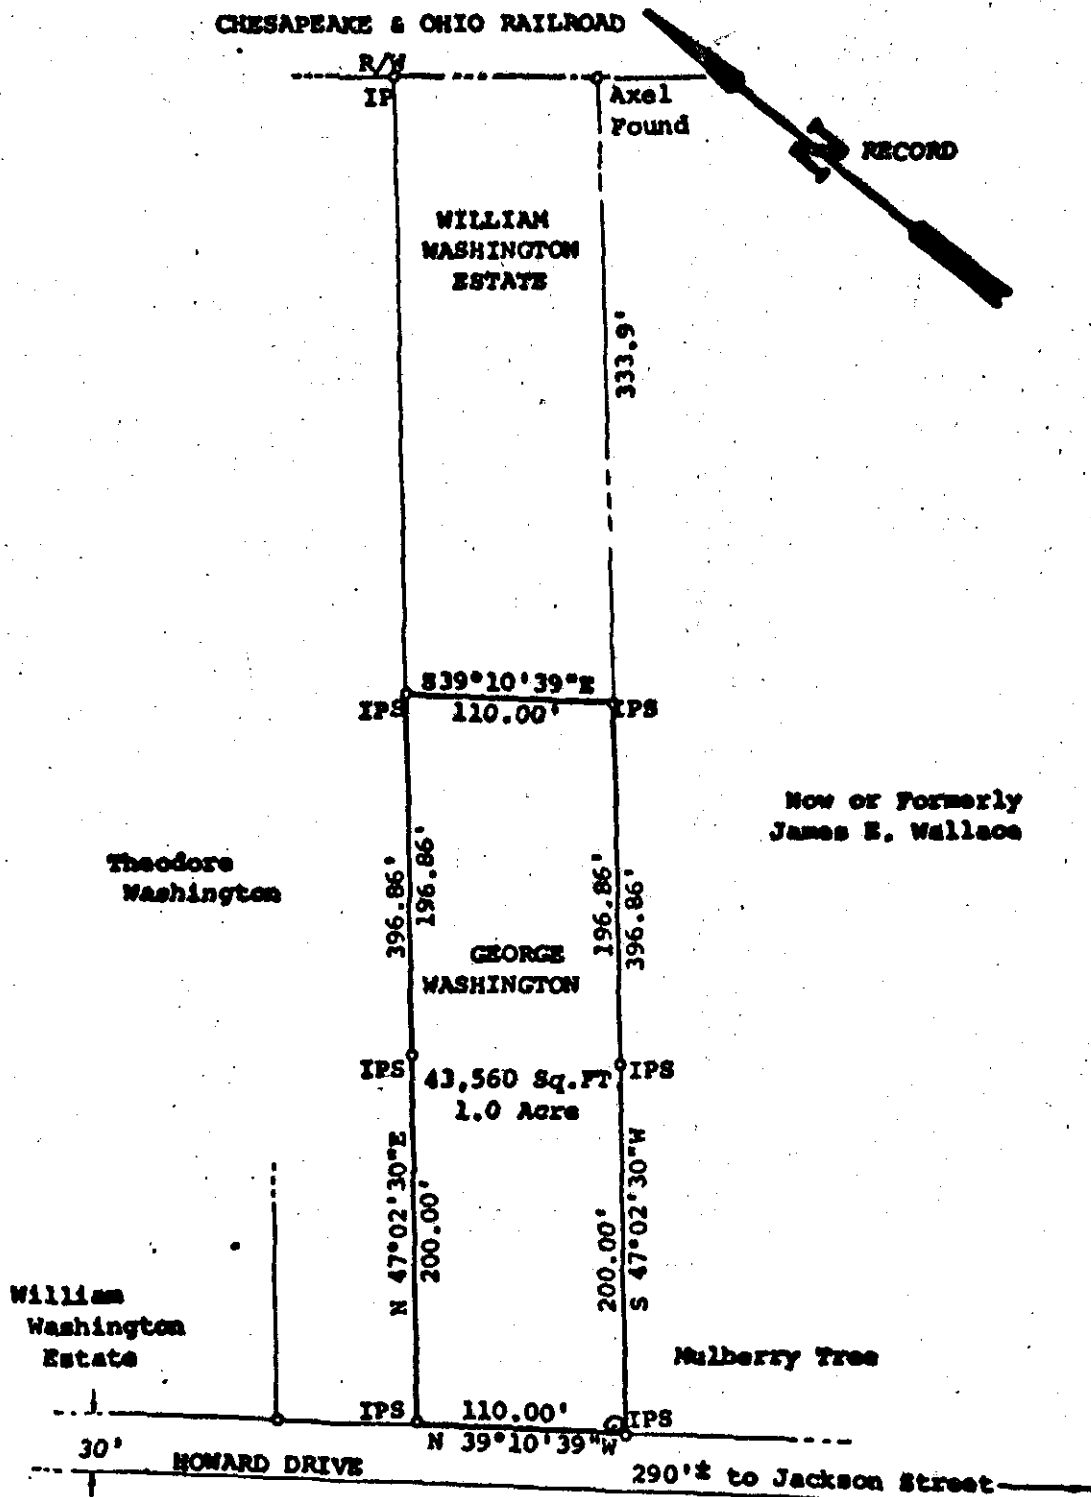 CHESAPEAKE & OHIO RAILROAD
R/W
IP
Axel
Found
N
RECORD
WILLIAM
WASHINGTON
ESTATE
333.9'
S39°10'39"E
IPS
110.00'
IPS
Now or Formerly
James E. Wallace
Theodore
Washington
396.86'
196.86'
196.86'
396.86'
GEORGE
WASHINGTON
IPS
IPS
43,560 Sq.FT
1.0 Acre
N 47°02'30"E
200.00'
200.00'
S 47°02'30"W
William
Washington
Estate
Mulberry Tree
IPS
110.00'
IPS
N 39°10'39"W
30'
HOWARD DRIVE
290'± to Jackson Street